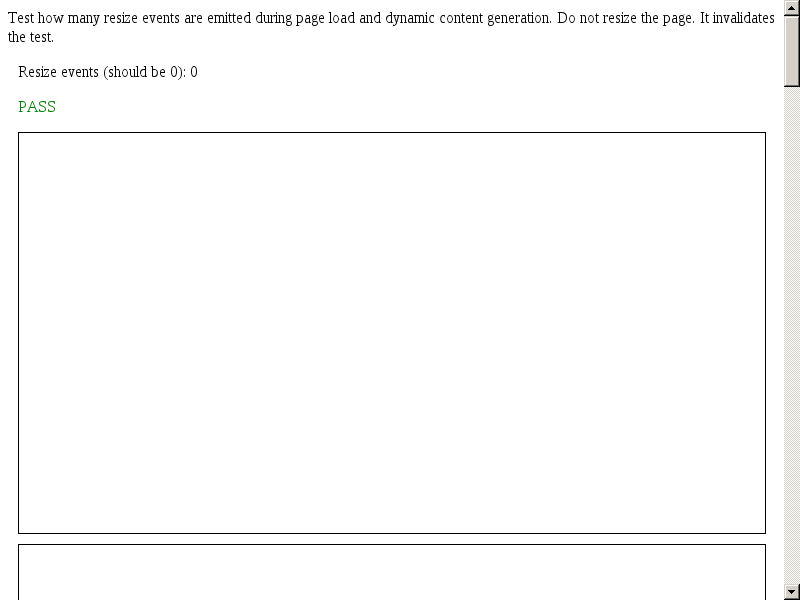 Test how many resize events are emitted during page load and dynamic content generation. Do not resize the page. It invalidates
the test.
Resize events (should be 0): 0
PASS